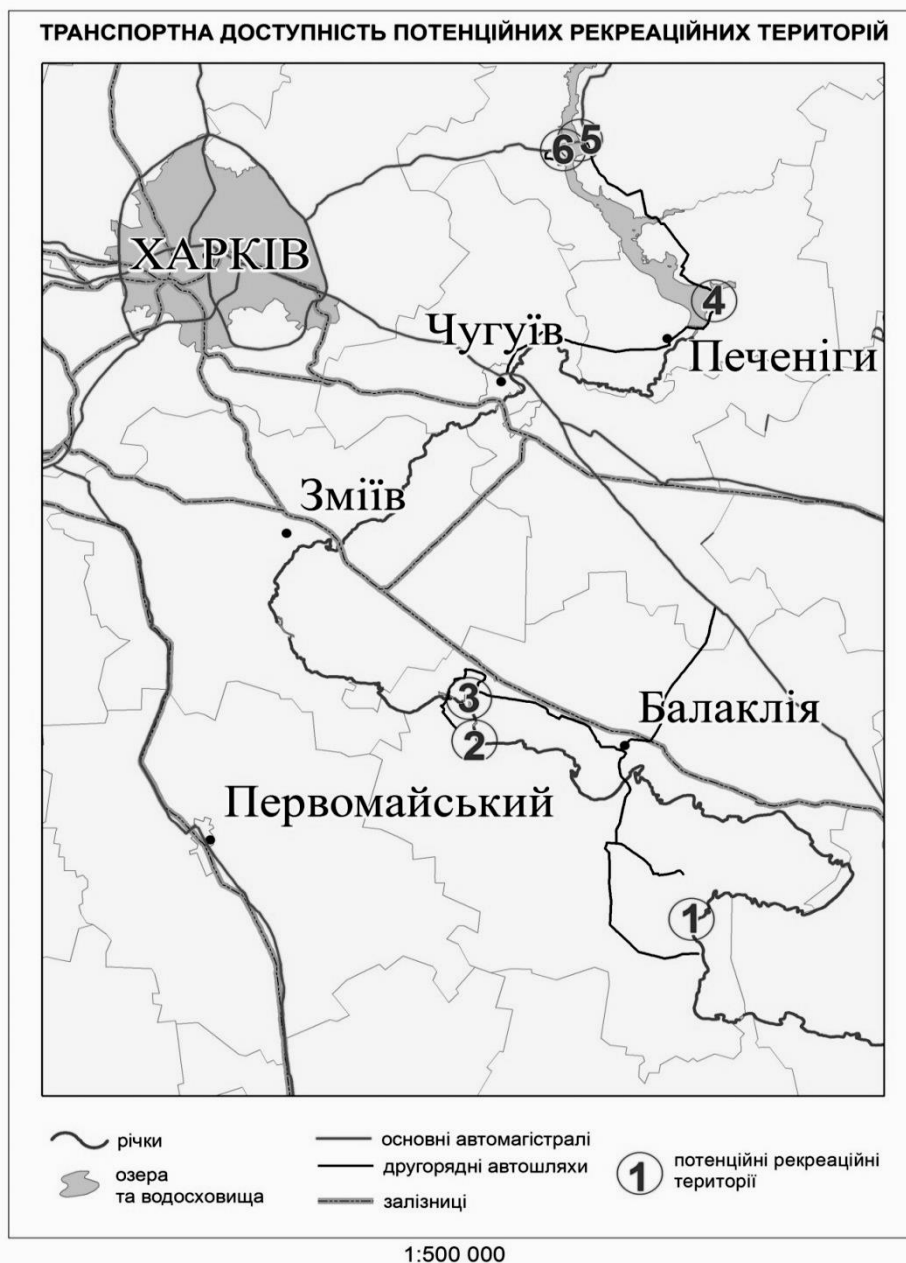 ТРАНСПОРТНА ДОСТУПНІСТЬ ПОТЕНЦІЙНИХ РЕКРЕАЦІЙНИХ ТЕРИТОРІЙ
5
6
ХАРКІВ
4
Чугуїв
Печеніги
Зміїв
3
Балаклія
2
Первомайський
1
річки
озера
та водосховища
основні автомагістралі
другорядні автошляхи
залізниці
1
потенційні рекреаційні
території
1:500 000